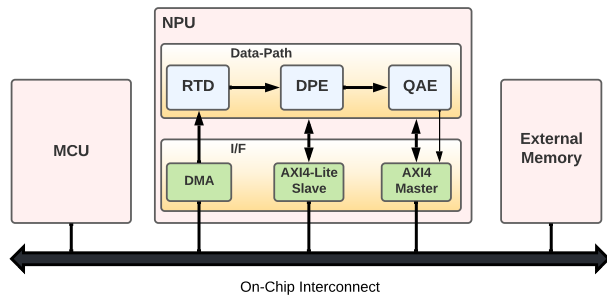 NPU
Data-Path
RTD
DPE
QAE
MCU
External
Memory
I/F
DMA
AXI4-Lite
Slave
AXI4
Master
On-Chip Interconnect